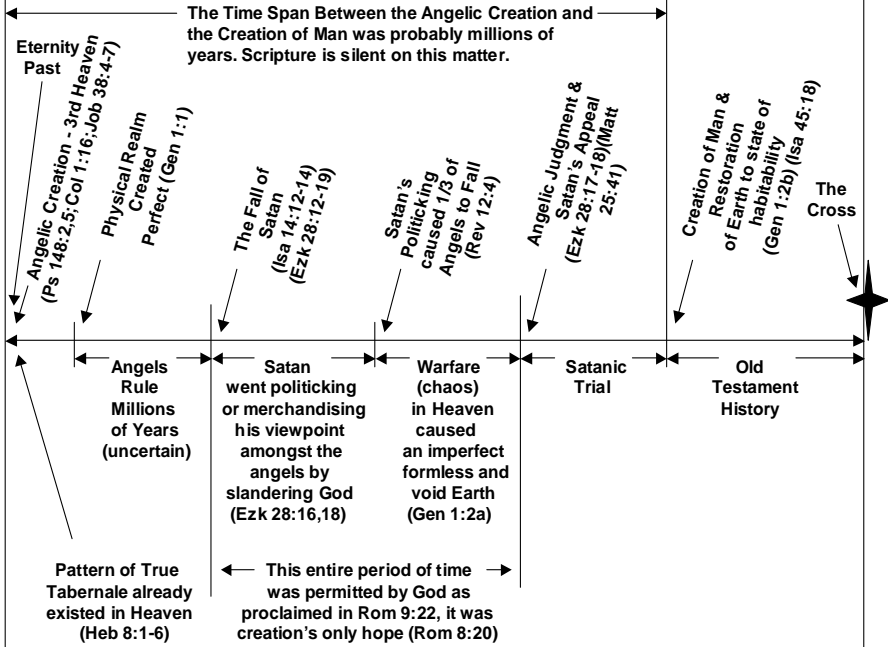 The Time Span Between the Angelic Creation and
the Creation of Man was probably millions of
years. Scripture is silent on this matter.
Eternity
Past
Angelic Creation - 3rd Heaven
(Ps 148:2,5;Col 1:16;Job 38:4-7)
Physical Realm
Created
Perfect (Gen 1:1)
The Fall of
Satan
(Isa 14:12-14)
(Ezk 28:12-19)
Satan's
Politicking
caused 1/3 of
Angels to Fall
(Rev 12:4)
Angelic Judgment &
Satan's Appeal
(Ezk 28:17-18)(Matt
25:41)
Creation of Man &
Restoration
of Earth to state of
habitability
(Gen 1:2b) (Isa 45:18)
The
Cross
Angels
Rule
Millions
of Years
(uncertain)
Satan
went politicking
or merchandising
his viewpoint
amongst the
angels by
slandering God
(Ezk 28:16,18)
Warfare
(chaos)
in Heaven
caused
an imperfect
formless and
void Earth
(Gen 1:2a)
Satanic
Trial
Old
Testament
History
Pattern of True
Tabernale already
existed in Heaven
(Heb 8:1-6)
This entire period of time
was permitted by God as
proclaimed in Rom 9:22, it was
creation's only hope (Rom 8:20)